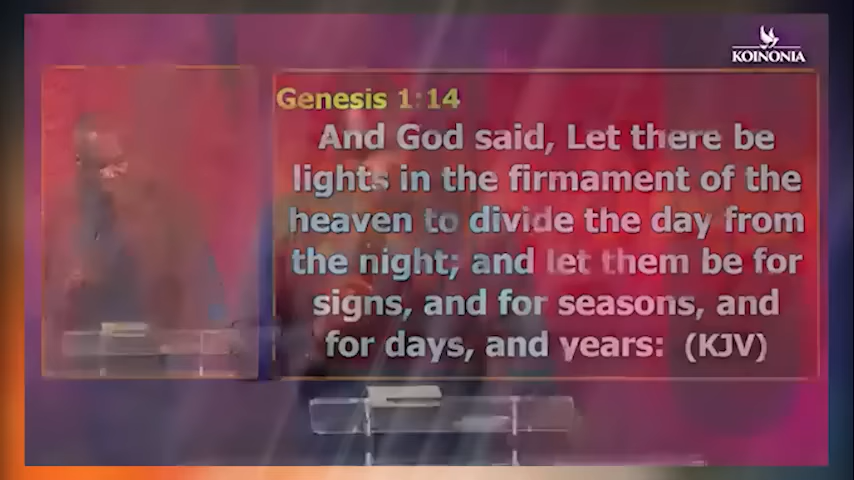 KOINONIA
Genesis 1:14
And God said, Let there be
lights in the firmament of the
heaven to divide the day from
the night; and let them be for
signs, and for seasons, and
for days, and years: (KJV)